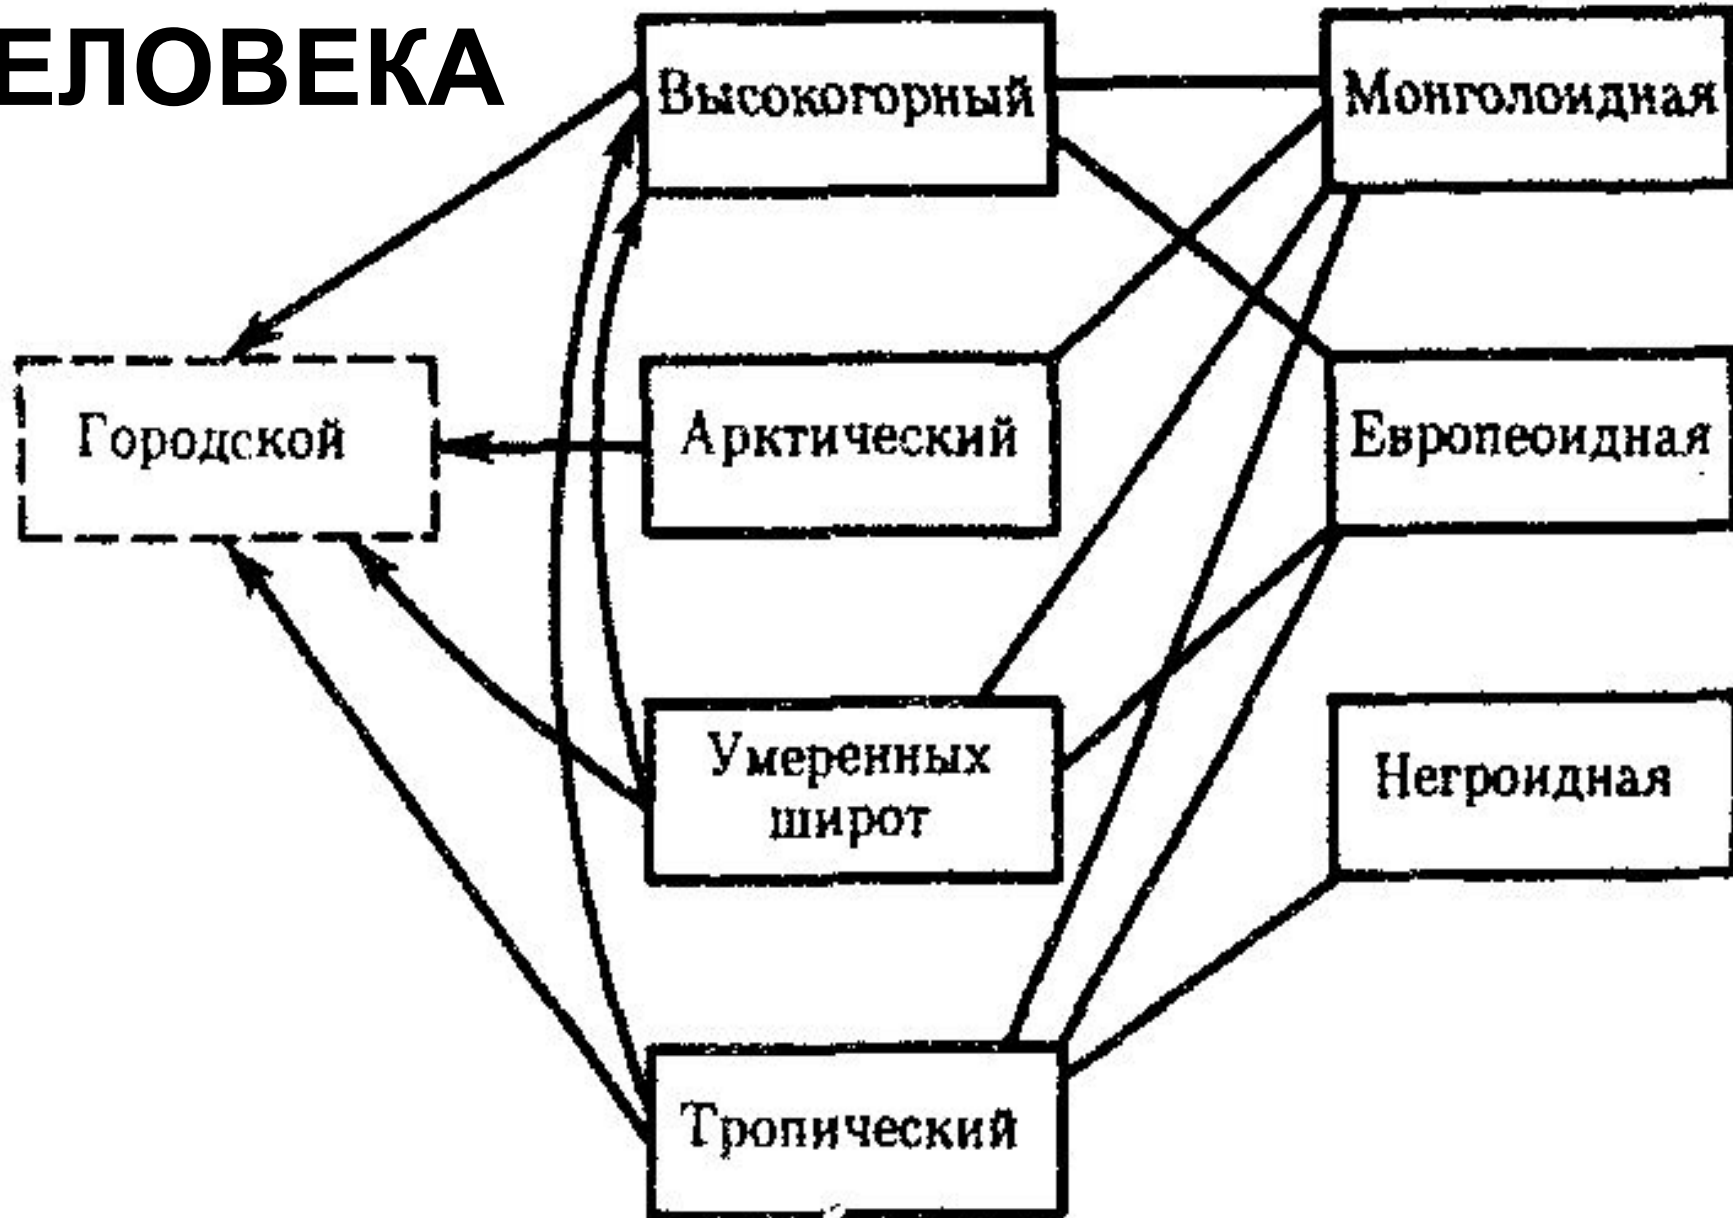 ЕЛОВЕКА
Высокогорный
Монголоидная
Городской
Арктический
Европеоидная
Умеренных
широт
Негроидная
Тропический